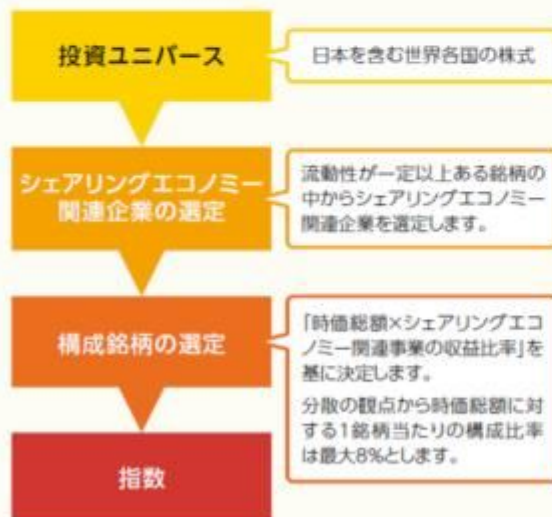 投資ユニバース
日本を含む世界各国の株式
シェアリングエコノミー
関連企業の選定
流動性が一定以上ある銘柄の
中からシェアリングエコノミー
関連企業を選定します。
構成銘柄の選定
「時価総額×シェアリングエコ
ノミー関連事業の収益比率」を
基に決定します。
分散の観点から時価総額に対
する1銘柄当たりの構成比率
は最大8%とします。
指数